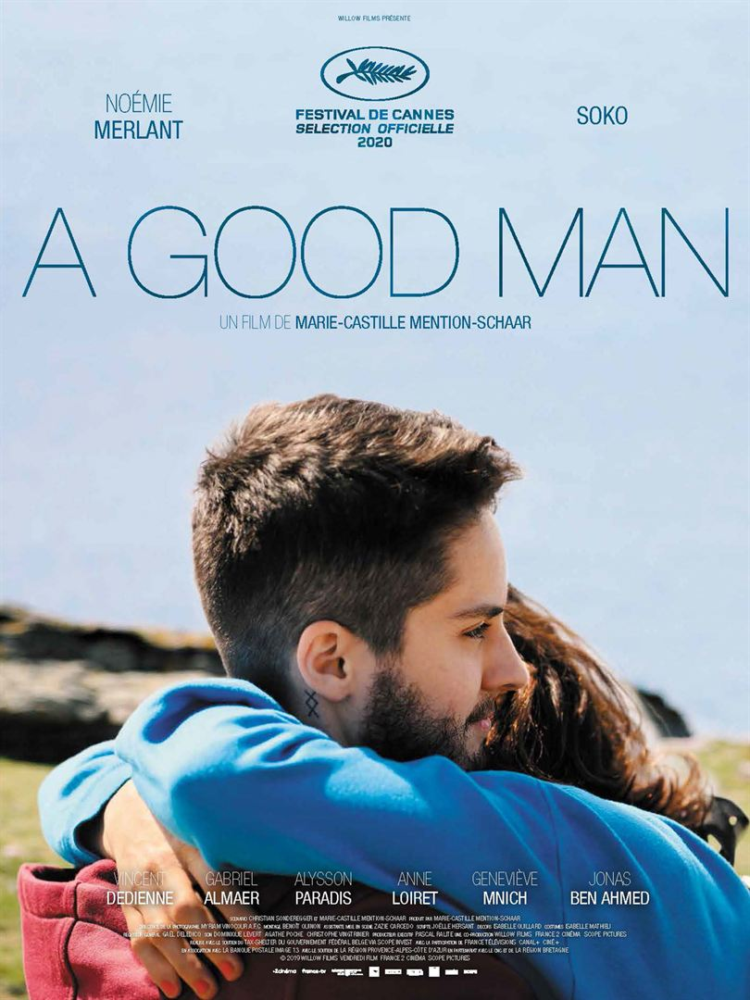 WILLOW FILMS PRÉSENTE
FESTIVAL DE CANNES
SELECTION OFFICIELLE
2020
NOÉMIE
MERLANT
SOKO
A GOOD MAN
UN FILM DE MARIE-CASTILLE MENTION-SCHAAR
VINCENT
DEDIENNE
GABRIEL
ALMAER
ALYSSON
PARADIS
ANNE
LOIRET
GENEVIÈVE
MNICH
JONAS
BEN AHMED
SCENARIO CHRISTIAN SONDEREGGER ET MARIE-CASTILLE MENTION-SCHAAR PRODUIT PAR MARIE-CASTILLE MENTION-SCHAAR
DIRECTRICE DE LA PHOTOGRAPHIE MYRIAM VINOCOUR A.F.C MONTAGE BENOÎT QUINON ASSISTANTE MISE EN SCÈNE ZAZIE CARCEDO SCRIPTE JOËLLE HERSANT DÉCORS ISABELLE QUILLARD COSTUMES ISABELLE MATHIEU
RÉGISSEUR GÉNÉRAL GAËL DELEDICQ SON DOMINIQUE LEVERT AGATHE POCHE CHRISTOPHE VINGTRINIER PRODUCTEUR EXÉCUTIF PASCAL RALITE UNE CO-PRODUCTION WILLOW FILMS FRANCE 2 CINÉMA SCOPE PICTURES
RÉALISÉ AVEC LE SOUTIEN DU TAX-SHELTER DU GOUVERNEMENT FÉDÉRAL BELGE VIA SCOPE INVEST AVEC LA PARTICIPATION DE FRANCE TÉLÉVISIONS CANAL+ CINÉ+
EN ASSOCIATION AVEC LA BANQUE POSTALE IMAGE 13 AVEC LE SOUTIEN DE LA RÉGION PROVENCE-ALPES-CÔTE D'AZUR EN PARTENARIAT AVEC LE CNC ET DE LA RÉGION BRETAGNE
© 2019 WILLOW FILMS VENDREDI FILM FRANCE 2 CINÉMA SCOPE PICTURES
2cinéma france•tv